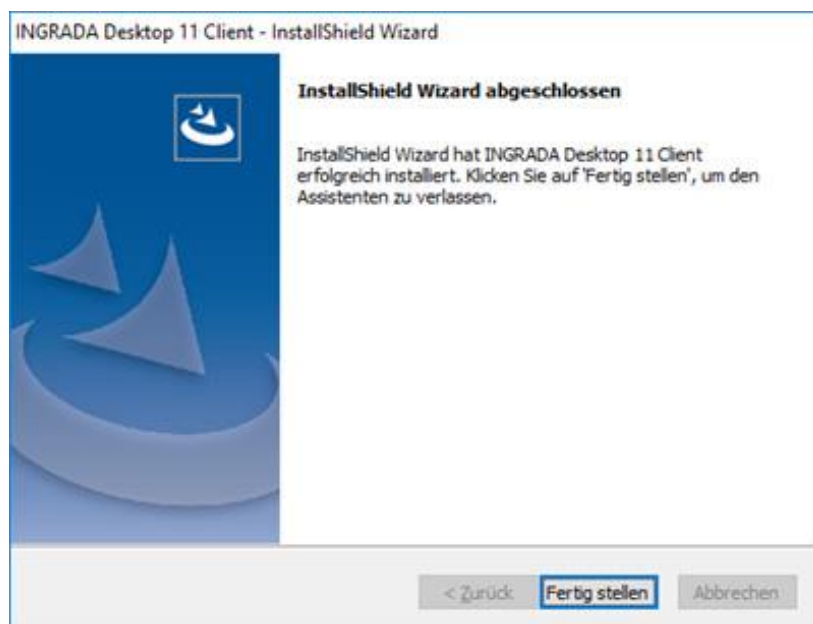 INGRADA Desktop 11 Client - InstallShield Wizard
InstallShield Wizard abgeschlossen
InstallShield Wizard hat INGRADA Desktop 11 Client
erfolgreich installiert. Klicken Sie auf 'Fertig stellen', um den
Assistenten zu verlassen.
< Zurück Fertig stellen Abbrechen